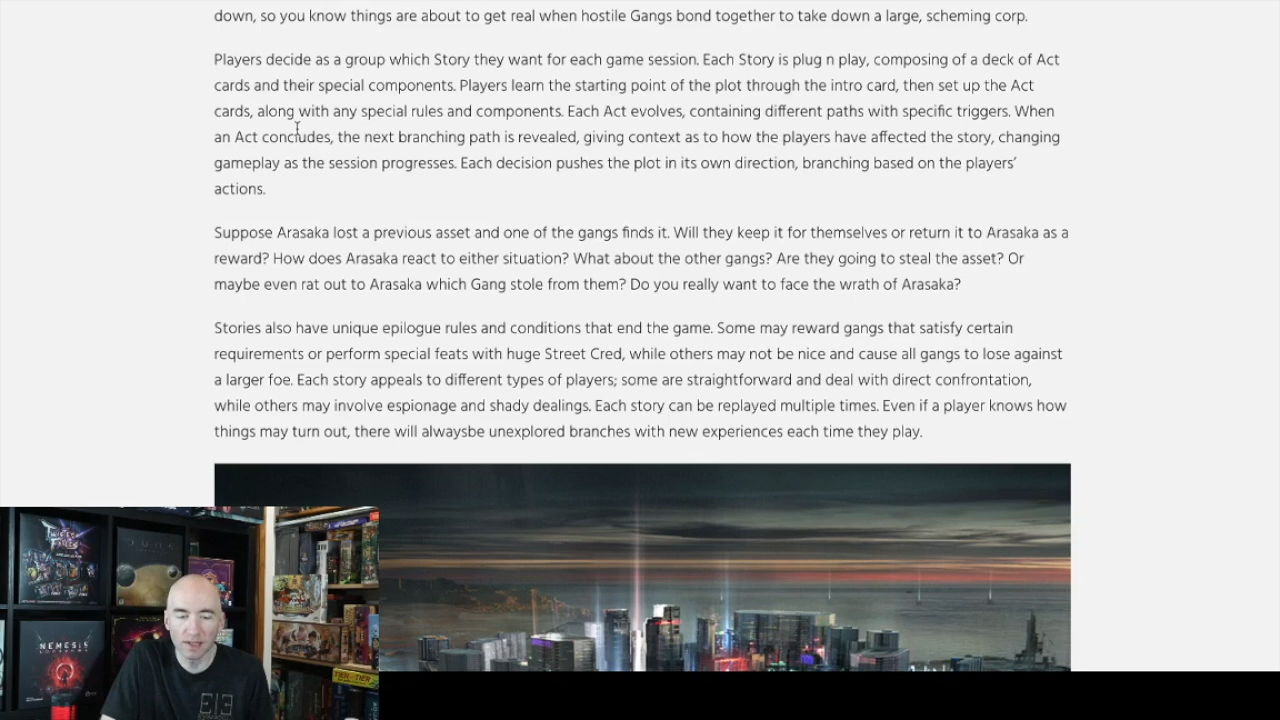 down, so you know things are about to get real when hostile Gangs bond together to take down a large, scheming corp.
Players decide as a group which Story they want for each game session. Each Story is plug n play, composing of a deck of Act
cards and their special components. Players learn the starting point of the plot through the intro card, then set up the Act
cards, along with any special rules and components. Each Act evolves, containing different paths with specific triggers. When
an Act concludes, the next branching path is revealed, giving context as to how the players have affected the story, changing
gameplay as the session progresses. Each decision pushes the plot in its own direction, branching based on the players’
actions.
Suppose Arasaka lost a previous asset and one of the gangs finds it. Will they keep it for themselves or return it to Arasaka as a
reward? How does Arasaka react to either situation? What about the other gangs? Are they going to steal the asset? Or
maybe even rat out to Arasaka which Gang stole from them? Do you really want to face the wrath of Arasaka?
Stories also have unique epilogue rules and conditions that end the game. Some may reward gangs that satisfy certain
requirements or perform special feats with huge Street Cred, while others may not be nice and cause all gangs to lose against
a larger foe. Each story appeals to different types of players; some are straightforward and deal with direct confrontation,
while others may involve espionage and shady dealings. Each story can be replayed multiple times. Even if a player knows how
things may turn out, there will alwaysbe unexplored branches with new experiences each time they play.
DUNE
NEMESIS